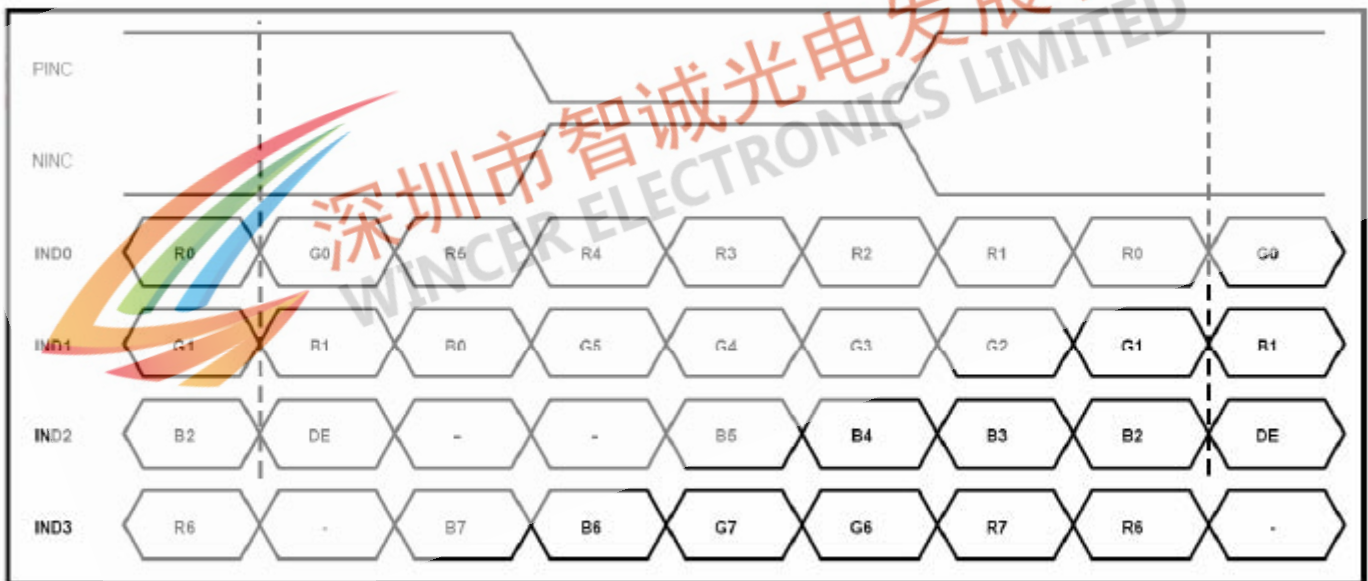 深圳市智诚光电发展
WINCER ELECTRONICS LIMITED
PINC
NINC
IND0 R0 G0 R5 R4 R3 R2 R1 R0 G0
IND1 G1 B1 B0 G5 G4 G3 G2 G1 B1
IND2 B2 DE - - B5 B4 B3 B2 DE
IND3 R6 - B7 B6 G7 G6 R7 R6 -